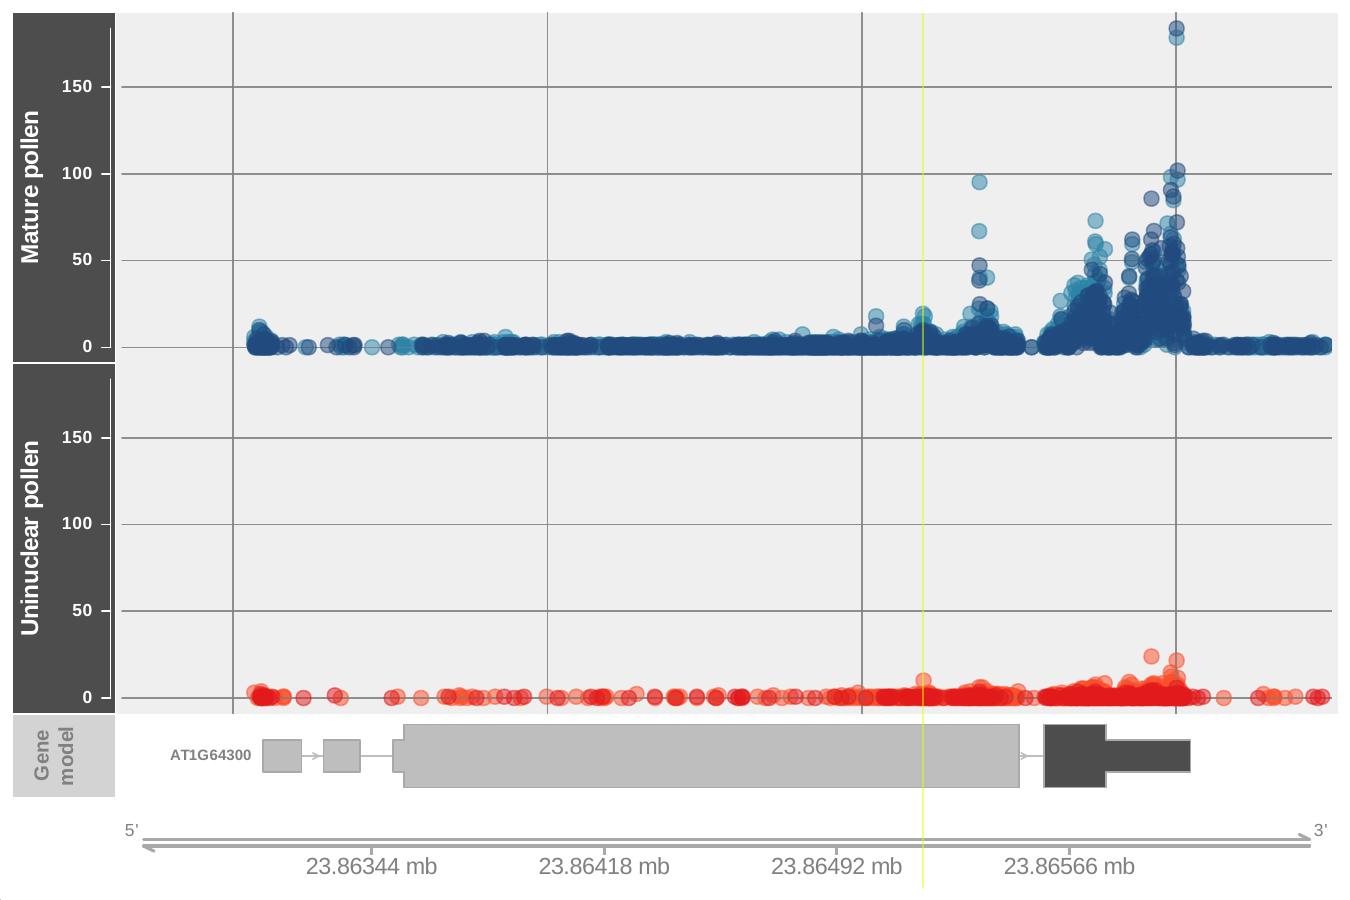 Mature pollen
150
100
50
0
Uninuclear pollen
150
100
50
0
Gene
model
AT1G64300
5'
3'
23.86344 mb
23.86418 mb
23.86492 mb
23.86566 mb